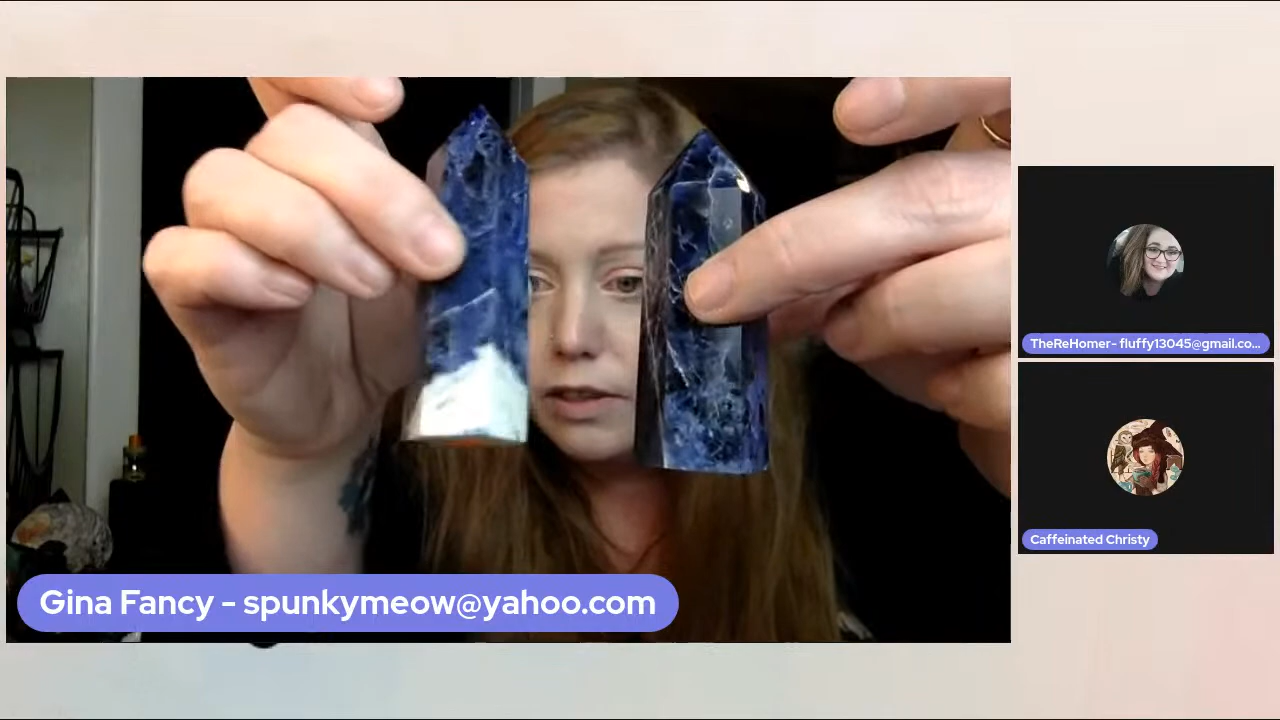 Gina Fancy - spunkymeow@yahoo.com
TheReHomer- fluffy13045@gmail.co...
Caffeinated Christy